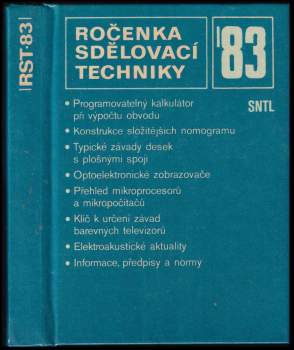 RST·83
ROČENKA
SDĚLOVACÍ
TECHNIKY
'83
SNTL
• Programovatelný kalkulátor
při výpočtu obvodu
• Konstrukce složitějších nomogramu
• Typické závady desek
s plošnými spoji
• Optoelektronické zobrazovače
• Přehled mikroprocesorů
a mikropočítačů
• Klíč k určení závad
barevných televizorů
• Elektroakustické aktuality
• Informace, předpisy a normy